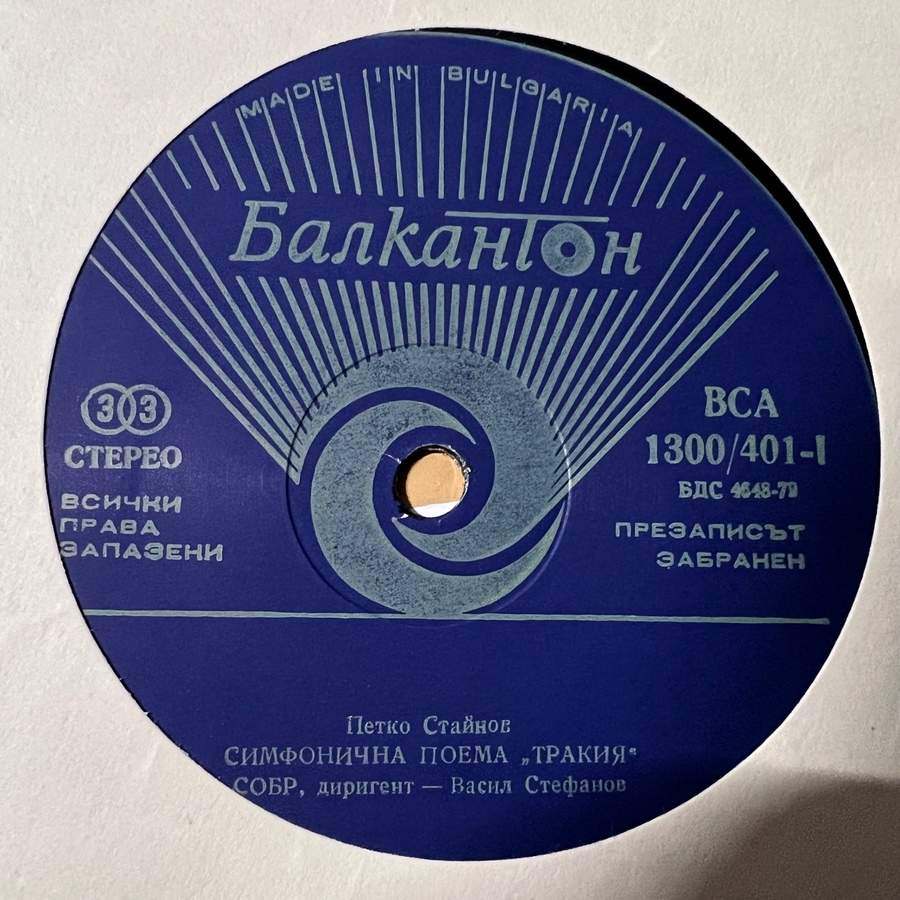 MADE IN BULGARIA
Балкантон
33
СТЕРЕО
ВСИЧКИ
ПРАВА
ЗАПАЗЕНИ
ВСА
1300/401-I
БДС 4648-79
ПРЕЗАПИСЪТ
ЗАБРАНЕН
Петко Стайнов
СИМФОНИЧНА ПОЕМА „ТРАКИЯ“
СОБР, диригент — Васил Стефанов